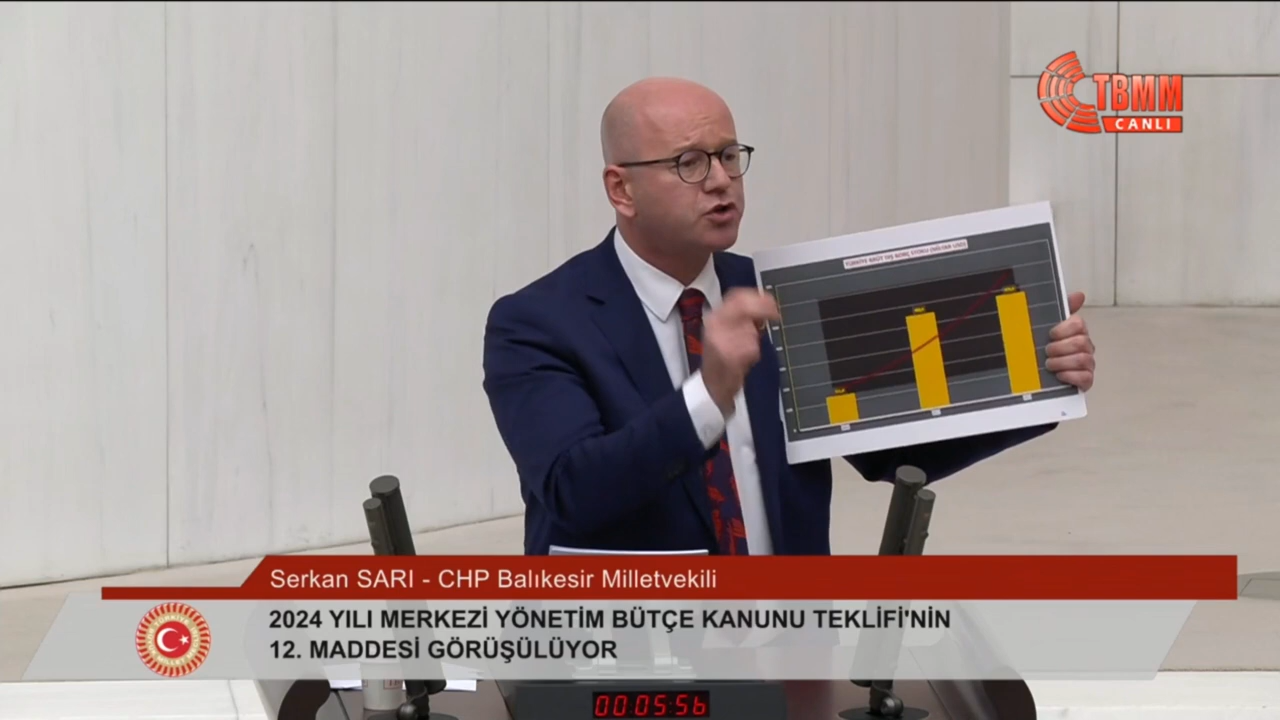 TBMM
CANLI
Serkan SARI - CHP Balıkesir Milletvekili
2024 YILI MERKEZİ YÖNETİM BÜTÇE KANUNU TEKLİFİ'NİN
12. MADDESİ GÖRÜŞÜLÜYOR
00:05:56